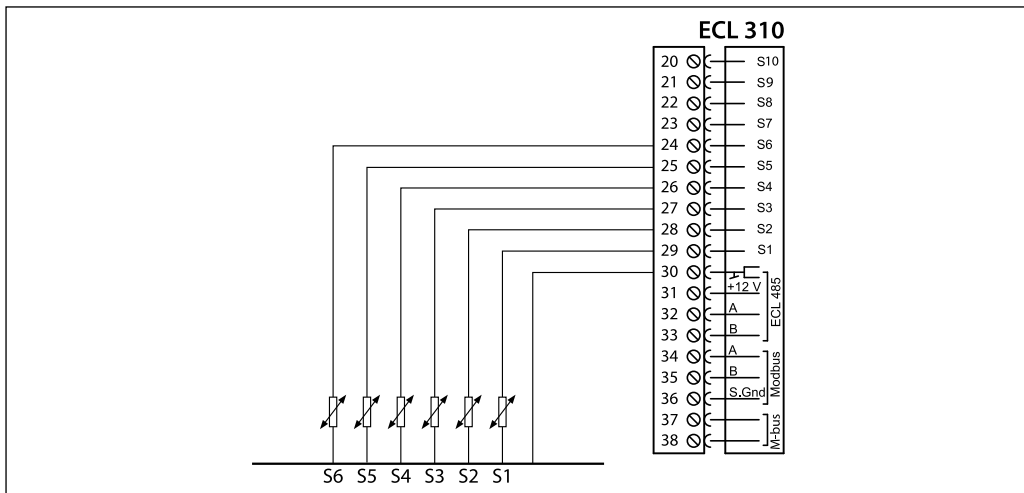 ECL 310
20 S10
21 S9
22 S8
23 S7
24 S6
25 S5
26 S4
27 S3
28 S2
29 S1
30
31 +12 V
32 A
33 B
ECL 485
34 A
35 B
36 S.Gnd
Modbus
37
38
M-bus
S6 S5 S4 S3 S2 S1